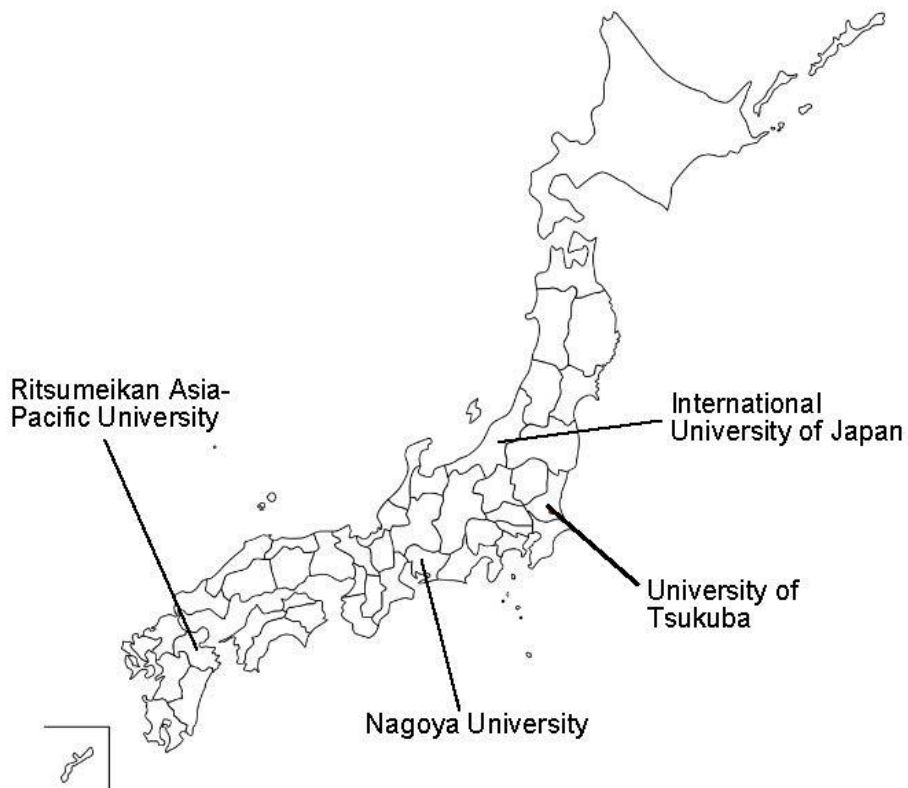 Ritsumeikan Asia-
Pacific University
International
University of Japan
University of
Tsukuba
Nagoya University